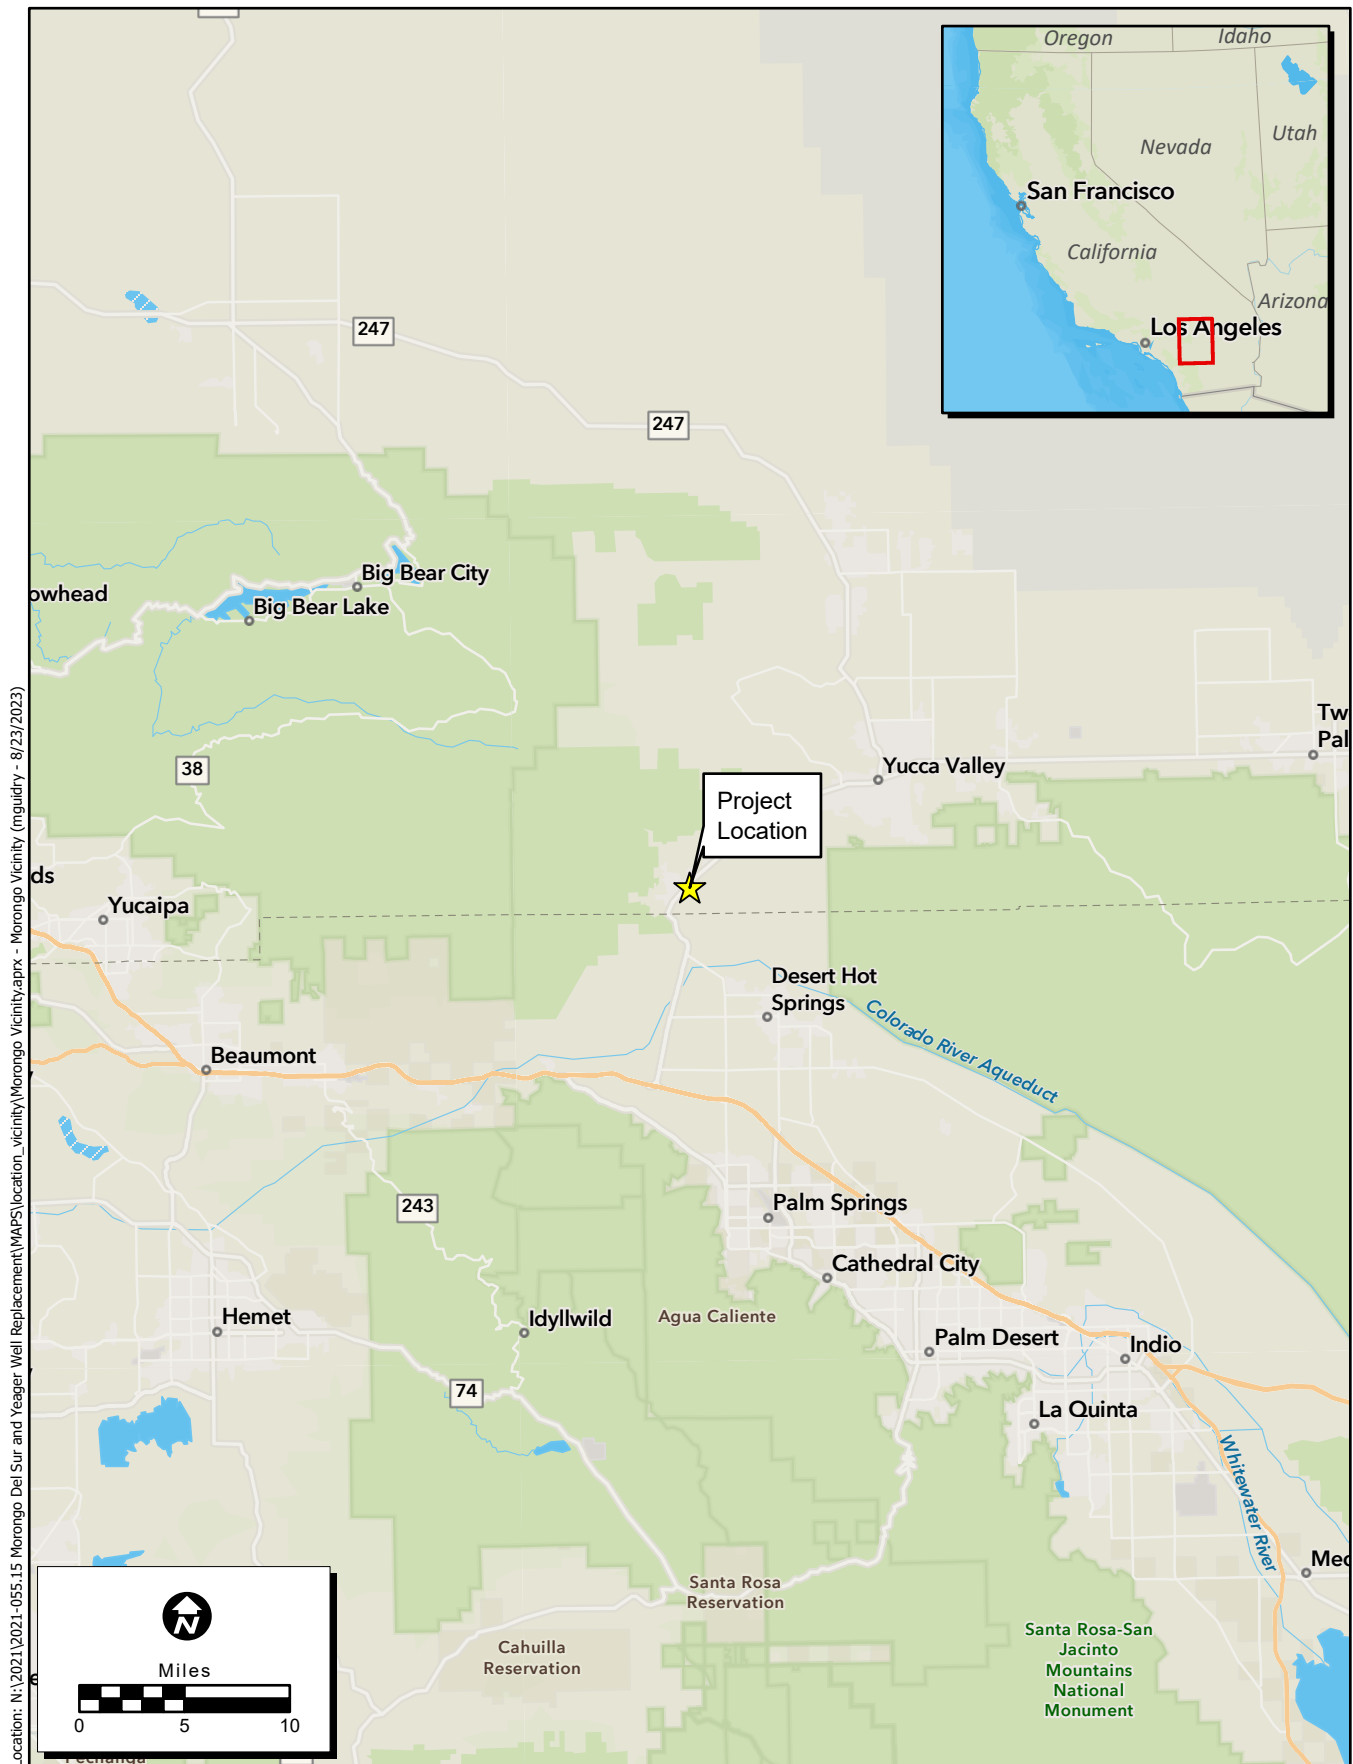 Oregon
Idaho
Nevada
Utah
San Francisco
California
Arizona
Los Angeles
247
247
Big Bear City
owhead
Big Bear Lake
Tw
Pal
38
Yucca Valley
Project
Location
ds
Yucaipa
Desert Hot
Springs
Colorado River Aqueduct
Beaumont
243
Palm Springs
Cathedral City
Hemet
Idyllwild
Agua Caliente
Palm Desert
Indio
74
La Quinta
Whitewater River
Mec
Santa Rosa
Reservation
Santa Rosa-San
Jacinto
Mountains
National
Monument
Cahuilla
Reservation
N
Miles
0 5 10
Location: N:\2021\2021-055.15 Morongo Del Sur and Yeager Well Replacement\MAPS\location_vicinity\Morongo Vicinity.aprx - Morongo Vicinity (mguidry - 8/23/2023)